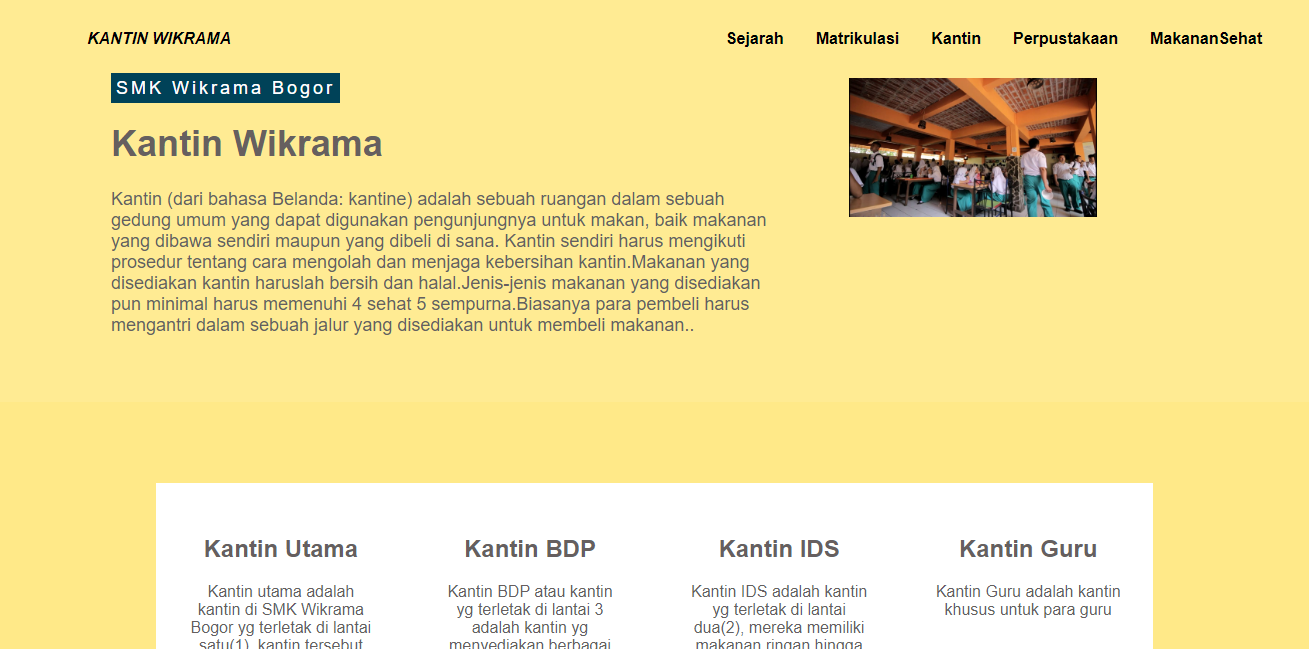 KANTIN WIKRAMA
Sejarah Matrikulasi Kantin Perpustakaan MakananSehat
SMK Wikrama Bogor
Kantin Wikrama
Kantin (dari bahasa Belanda: kantine) adalah sebuah ruangan dalam sebuah
gedung umum yang dapat digunakan pengunjungnya untuk makan, baik makanan
yang dibawa sendiri maupun yang dibeli di sana. Kantin sendiri harus mengikuti
prosedur tentang cara mengolah dan menjaga kebersihan kantin.Makanan yang
disediakan kantin haruslah bersih dan halal.Jenis-jenis makanan yang disediakan
pun minimal harus memenuhi 4 sehat 5 sempurna.Biasanya para pembeli harus
mengantri dalam sebuah jalur yang disediakan untuk membeli makanan..
Kantin Utama
Kantin utama adalah
kantin di SMK Wikrama
Bogor yg terletak di lantai
satu(1), kantin tersebut
Kantin BDP
Kantin BDP atau kantin
yg terletak di lantai 3
adalah kantin yg
menyediakan berbagai
Kantin IDS
Kantin IDS adalah kantin
yg terletak di lantai
dua(2), mereka memiliki
makanan ringan hingga
Kantin Guru
Kantin Guru adalah kantin
khusus untuk para guru